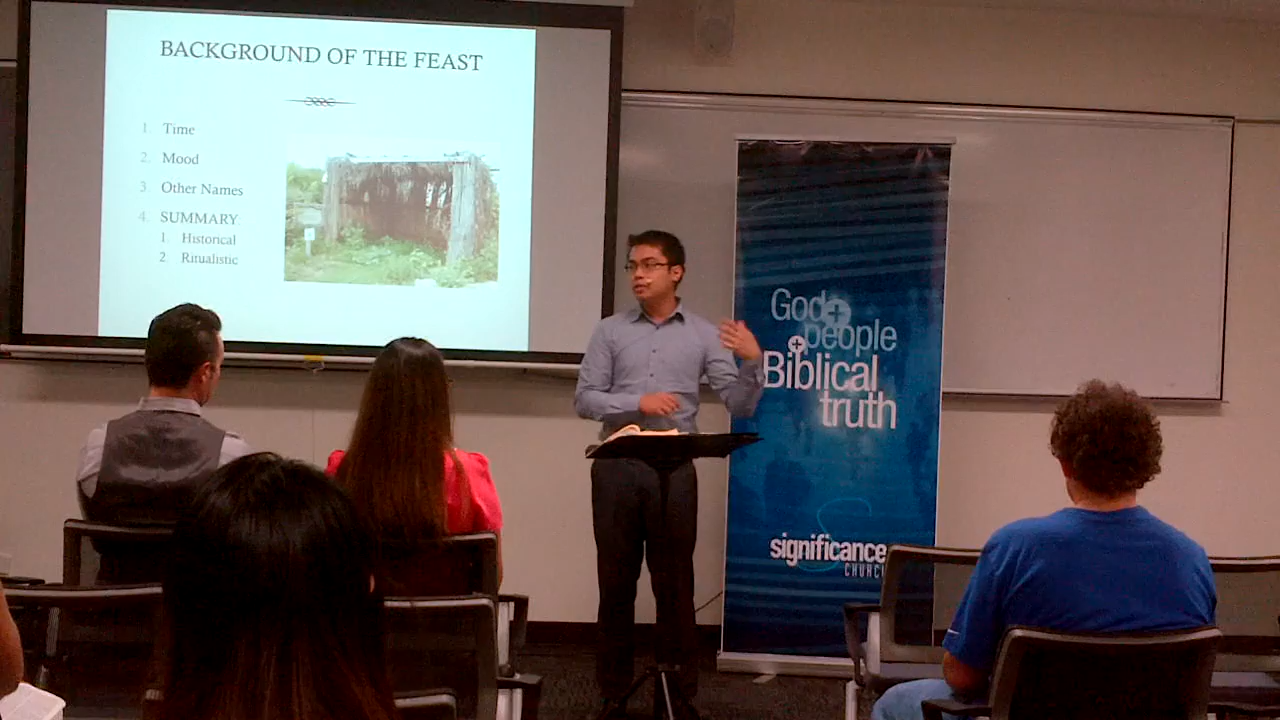 BACKGROUND OF THE FEAST
1. Time
2. Mood
3. Other Names
4. SUMMARY
1. Historical
2. Ritualistic
God+
people
+
Biblical
truth
significance
CHURCH